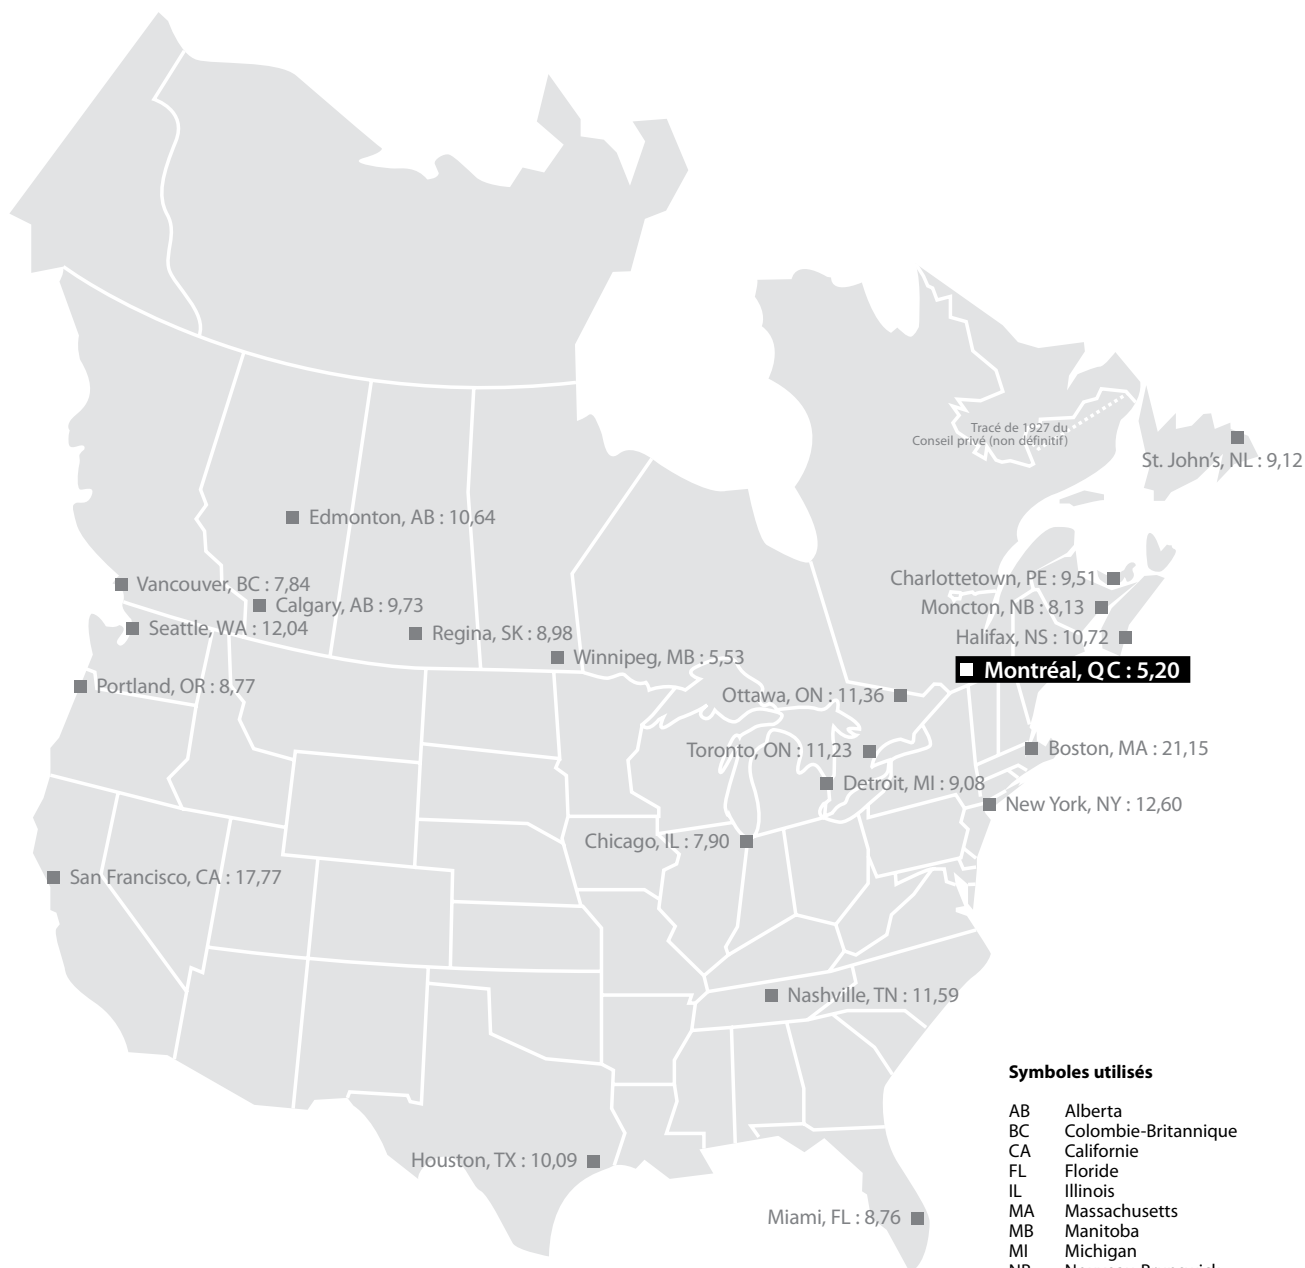 Tracé de 1927 du
Conseil privé (non définitif)
St. John's, NL : 9,12
Edmonton, AB : 10,64
Vancouver, BC : 7,84
Charlottetown, PE : 9,51
Calgary, AB : 9,73
Moncton, NB : 8,13
Seattle, WA : 12,04
Regina, SK : 8,98
Halifax, NS : 10,72
Winnipeg, MB : 5,53
Montréal, QC : 5,20
Portland, OR : 8,77
Ottawa, ON : 11,36
Toronto, ON : 11,23
Boston, MA : 21,15
Detroit, MI : 9,08
New York, NY : 12,60
Chicago, IL : 7,90
San Francisco, CA : 17,77
Nashville, TN : 11,59
Houston, TX : 10,09
Miami, FL : 8,76
Symboles utilisés
AB Alberta
BC Colombie-Britannique
CA Californie
FL Floride
IL Illinois
MA Massachusetts
MB Manitoba
MI Michigan